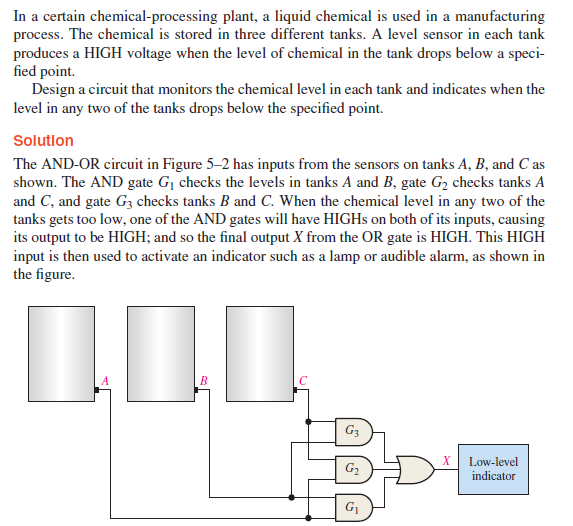 In a certain chemical-processing plant, a liquid chemical is used in a manufacturing
process. The chemical is stored in three different tanks. A level sensor in each tank
produces a HIGH voltage when the level of chemical in the tank drops below a speci-
fied point.
Design a circuit that monitors the chemical level in each tank and indicates when the
level in any two of the tanks drops below the specified point.
Solution
The AND-OR circuit in Figure 5–2 has inputs from the sensors on tanks A, B, and C as
shown. The AND gate G₁ checks the levels in tanks A and B, gate G₂ checks tanks A
and C, and gate G₃ checks tanks B and C. When the chemical level in any two of the
tanks gets too low, one of the AND gates will have HIGHs on both of its inputs, causing
its output to be HIGH; and so the final output X from the OR gate is HIGH. This HIGH
input is then used to activate an indicator such as a lamp or audible alarm, as shown in
the figure.
A B C
G₃
X Low-level
G₂ indicator
G₁